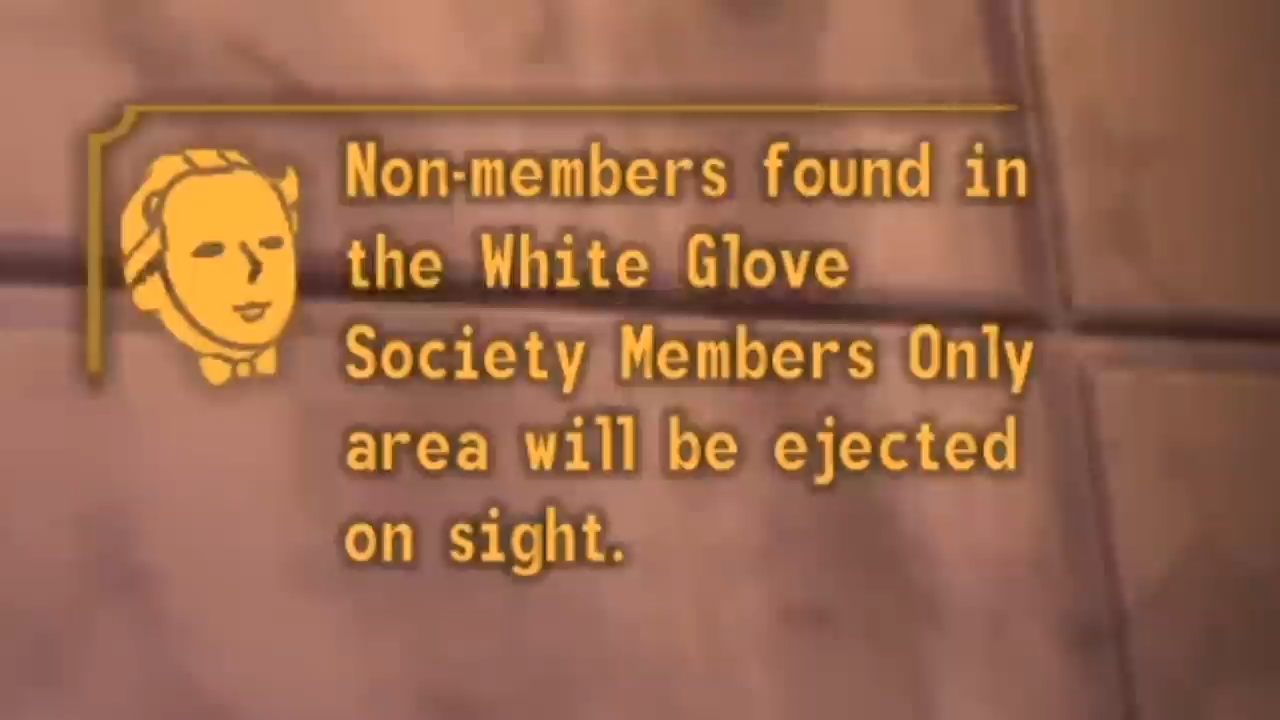 Non-members found in
the White Glove
Society Members Only
area will be ejected
on sight.